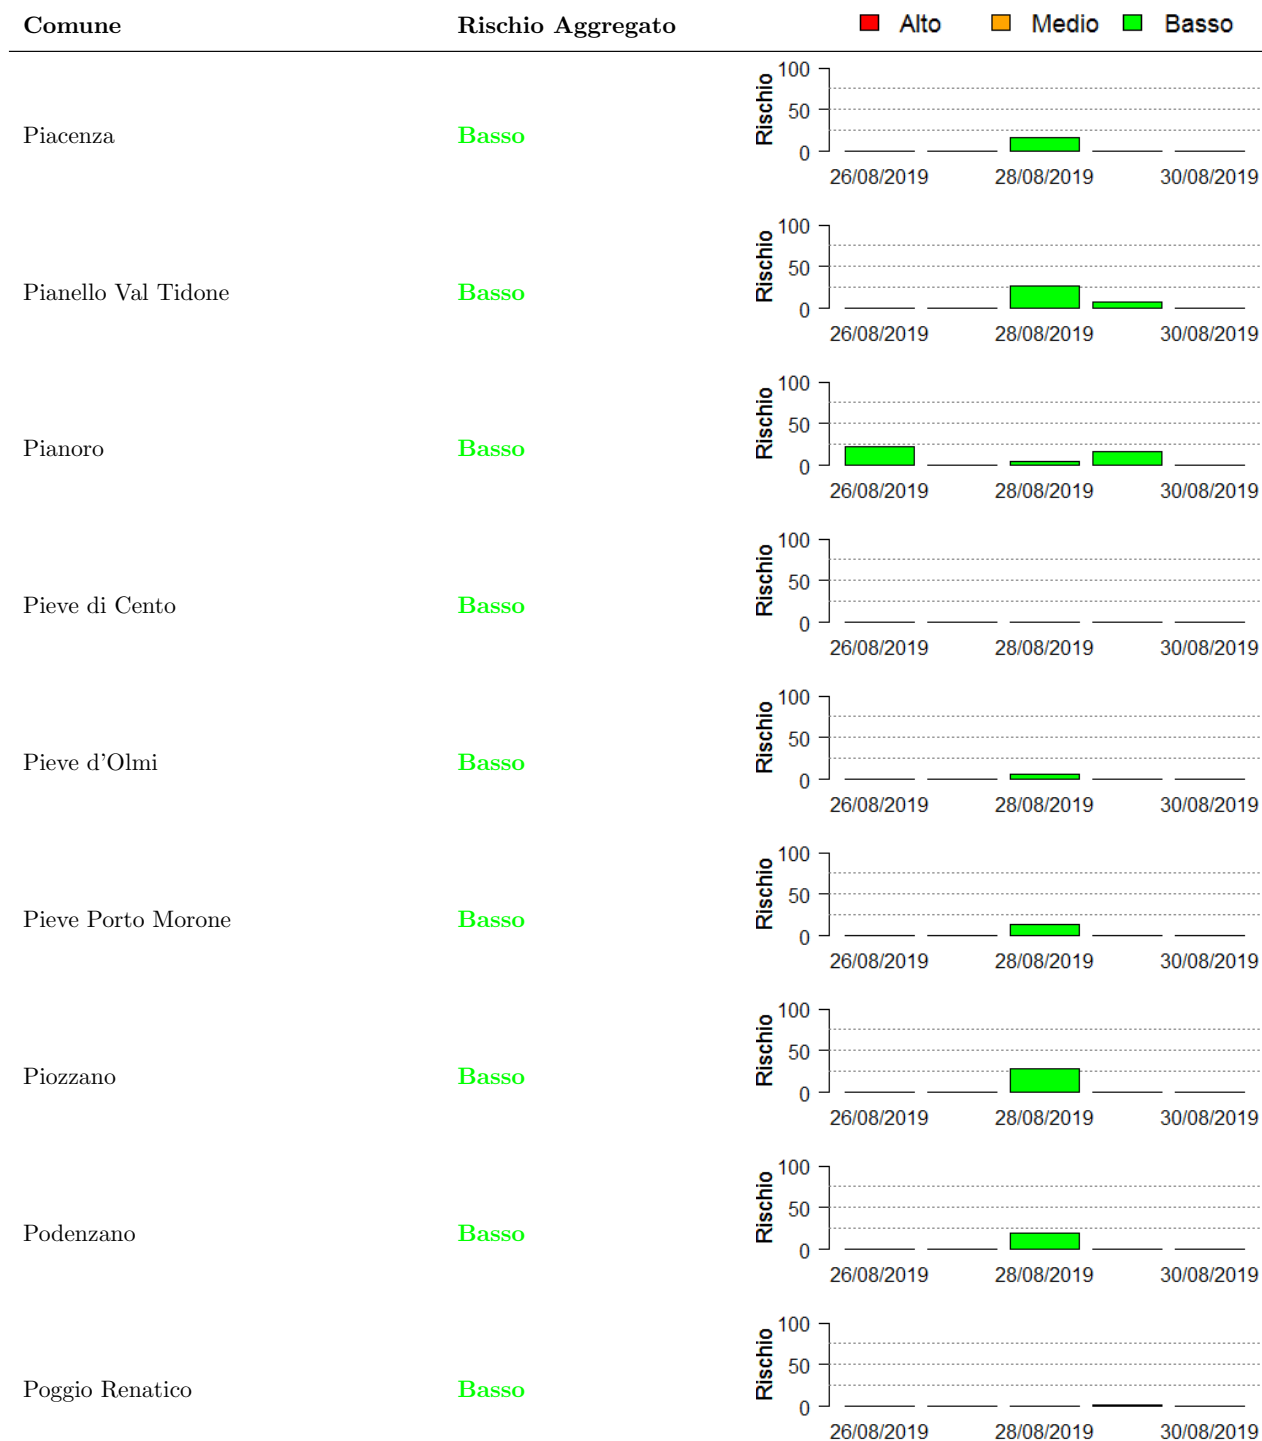 Comune Rischio Aggregato Alto Medio Basso
100
50
0
Rischio
Piacenza Basso
26/08/2019 28/08/2019 30/08/2019
100
50
0
Rischio
Pianello Val Tidone Basso
26/08/2019 28/08/2019 30/08/2019
100
50
0
Rischio
Pianoro Basso
26/08/2019 28/08/2019 30/08/2019
100
50
0
Rischio
Pieve di Cento Basso
26/08/2019 28/08/2019 30/08/2019
100
50
0
Rischio
Pieve d'Olmi Basso
26/08/2019 28/08/2019 30/08/2019
100
50
0
Rischio
Pieve Porto Morone Basso
26/08/2019 28/08/2019 30/08/2019
100
50
0
Rischio
Piozzano Basso
26/08/2019 28/08/2019 30/08/2019
100
50
0
Rischio
Podenzano Basso
26/08/2019 28/08/2019 30/08/2019
100
50
0
Rischio
Poggio Renatico Basso
26/08/2019 28/08/2019 30/08/2019